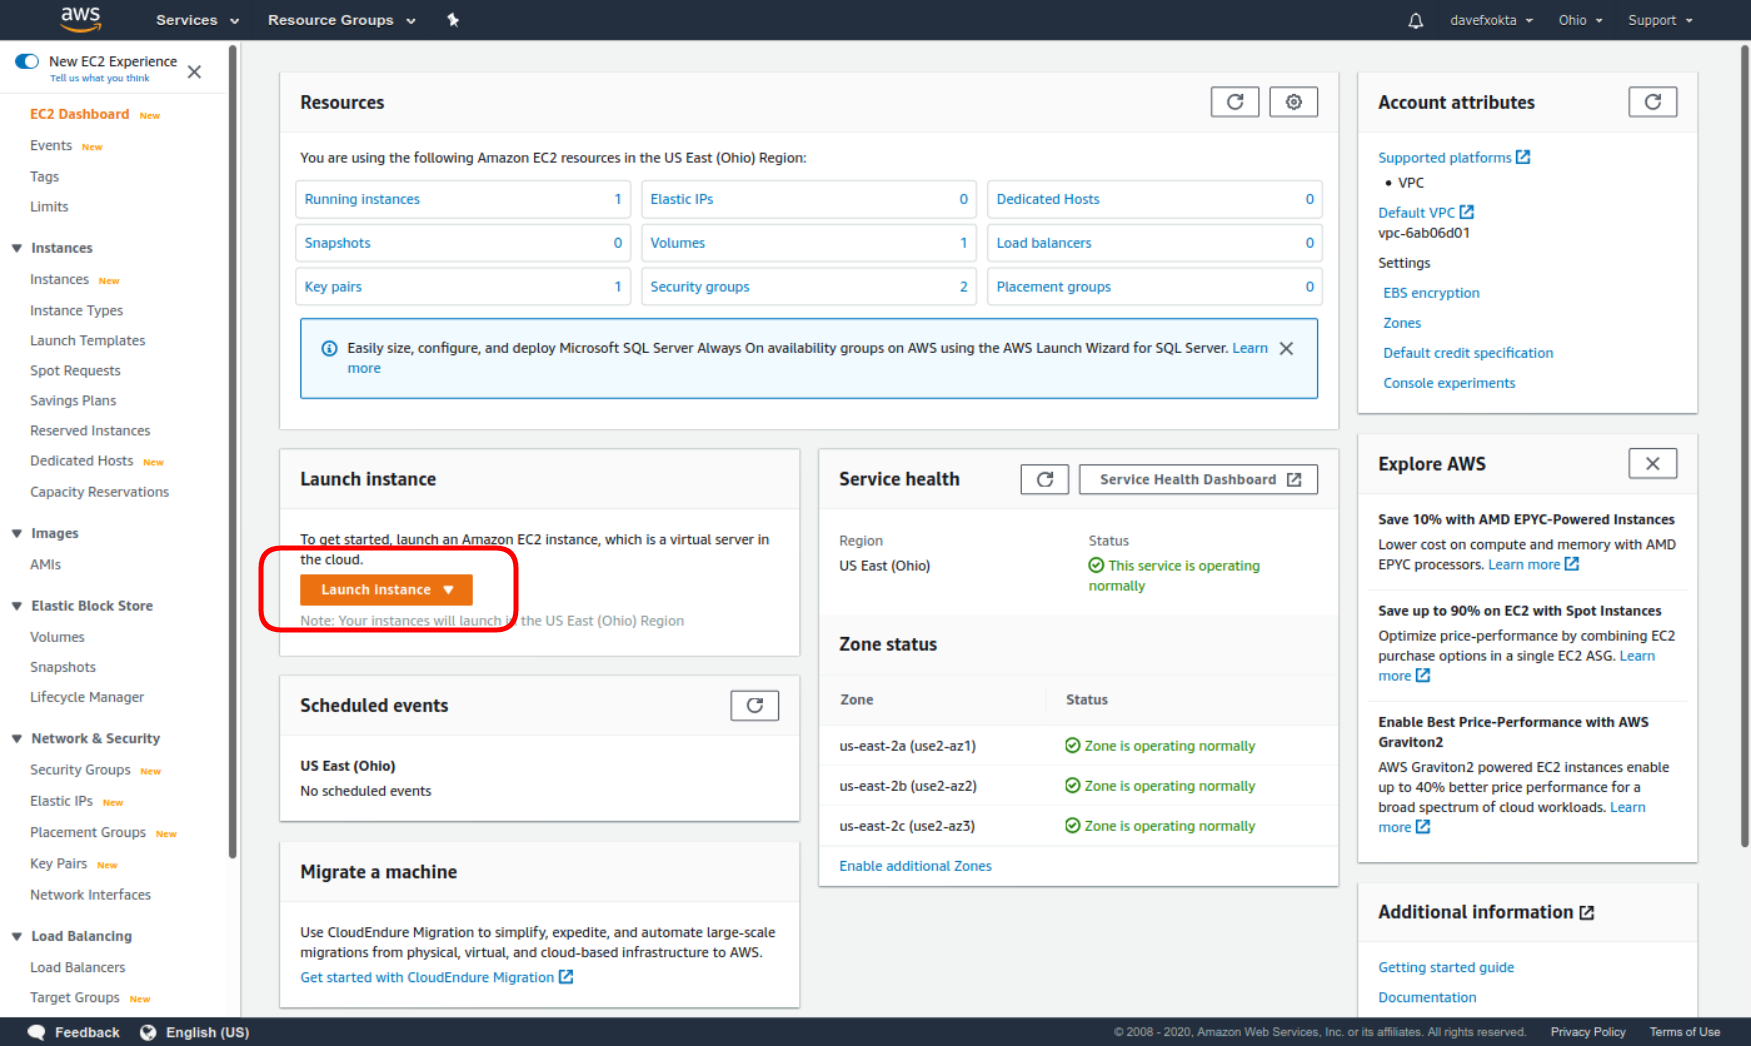 aws
Services
Resource Groups
davefxokta
Ohio
Support
New EC2 Experience
Tell us what you think
EC2 Dashboard New
Events New
Tags
Limits
Instances
Instances New
Instance Types
Launch Templates
Spot Requests
Savings Plans
Reserved Instances
Dedicated Hosts New
Capacity Reservations
Images
AMIs
Elastic Block Store
Volumes
Snapshots
Lifecycle Manager
Network & Security
Security Groups New
Elastic IPs New
Placement Groups New
Key Pairs New
Network Interfaces
Load Balancing
Load Balancers
Target Groups New
Resources
You are using the following Amazon EC2 resources in the US East (Ohio) Region:
Running instances 1
Elastic IPs 0
Dedicated Hosts 0
Snapshots 0
Volumes 1
Load balancers 0
Key pairs 1
Security groups 2
Placement groups 0
Easily size, configure, and deploy Microsoft SQL Server Always On availability groups on AWS using the AWS Launch Wizard for SQL Server. Learn
more
Launch instance
To get started, launch an Amazon EC2 instance, which is a virtual server in
the cloud.
Launch instance
Note: Your instances will launch in the US East (Ohio) Region
Scheduled events
US East (Ohio)
No scheduled events
Migrate a machine
Use CloudEndure Migration to simplify, expedite, and automate large-scale
migrations from physical, virtual, and cloud-based infrastructure to AWS.
Get started with CloudEndure Migration
Service health
Service Health Dashboard
Region
US East (Ohio)
Status
This service is operating
normally
Zone status
Zone Status
us-east-2a (use2-az1) Zone is operating normally
us-east-2b (use2-az2) Zone is operating normally
us-east-2c (use2-az3) Zone is operating normally
Enable additional Zones
Account attributes
Supported platforms
• VPC
Default VPC
vpc-6ab06d01
Settings
EBS encryption
Zones
Default credit specification
Console experiments
Explore AWS
Save 10% with AMD EPYC-Powered Instances
Lower cost on compute and memory with AMD
EPYC processors. Learn more
Save up to 90% on EC2 with Spot Instances
Optimize price-performance by combining EC2
purchase options in a single EC2 ASG. Learn
more
Enable Best Price-Performance with AWS
Graviton2
AWS Graviton2 powered EC2 instances enable
up to 40% better price performance for a
broad spectrum of cloud workloads. Learn
more
Additional information
Getting started guide
Documentation
Feedback
English (US)
© 2008 - 2020, Amazon Web Services, Inc. or its affiliates. All rights reserved.
Privacy Policy
Terms of Use